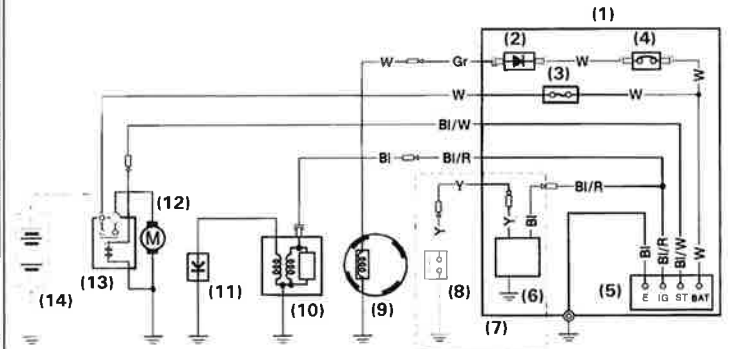 (1)
(2) (4)
W Gr W
(3) W
W W
Bl/W
Bl Bl/R
Y Bl/R
(12)
Y Y Bl
M
Bl Bl/R Bl/W W
(13) (11) (10) (9) (8) (6) (5) E IG ST BAT
(14)
(7)